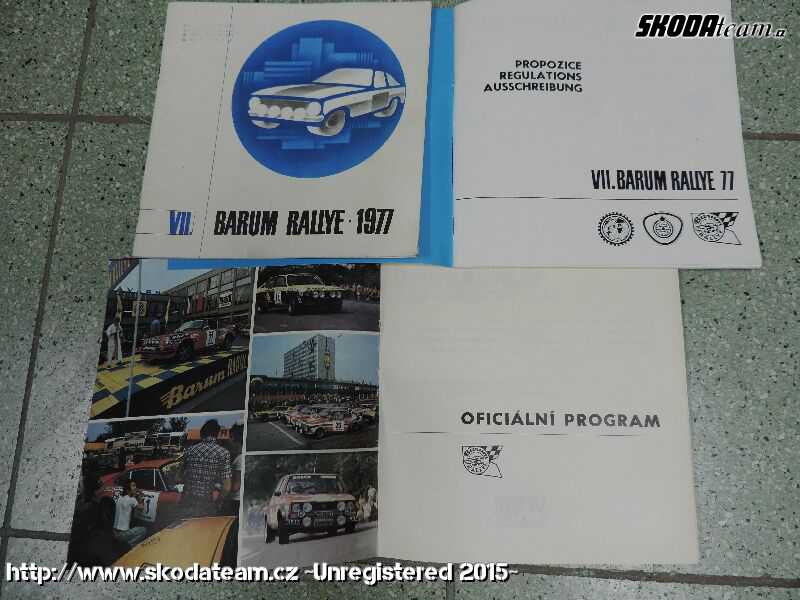 ŠKODAteam.cz
PROPOZICE
REGULATIONS
AUSSCHREIBUNG
VII. BARUM RALLYE · 1977
VII. BARUM RALLYE 77
Barum
OFICIÁLNÍ PROGRAM
http://www.skodateam.cz ~Unregistered 2015~